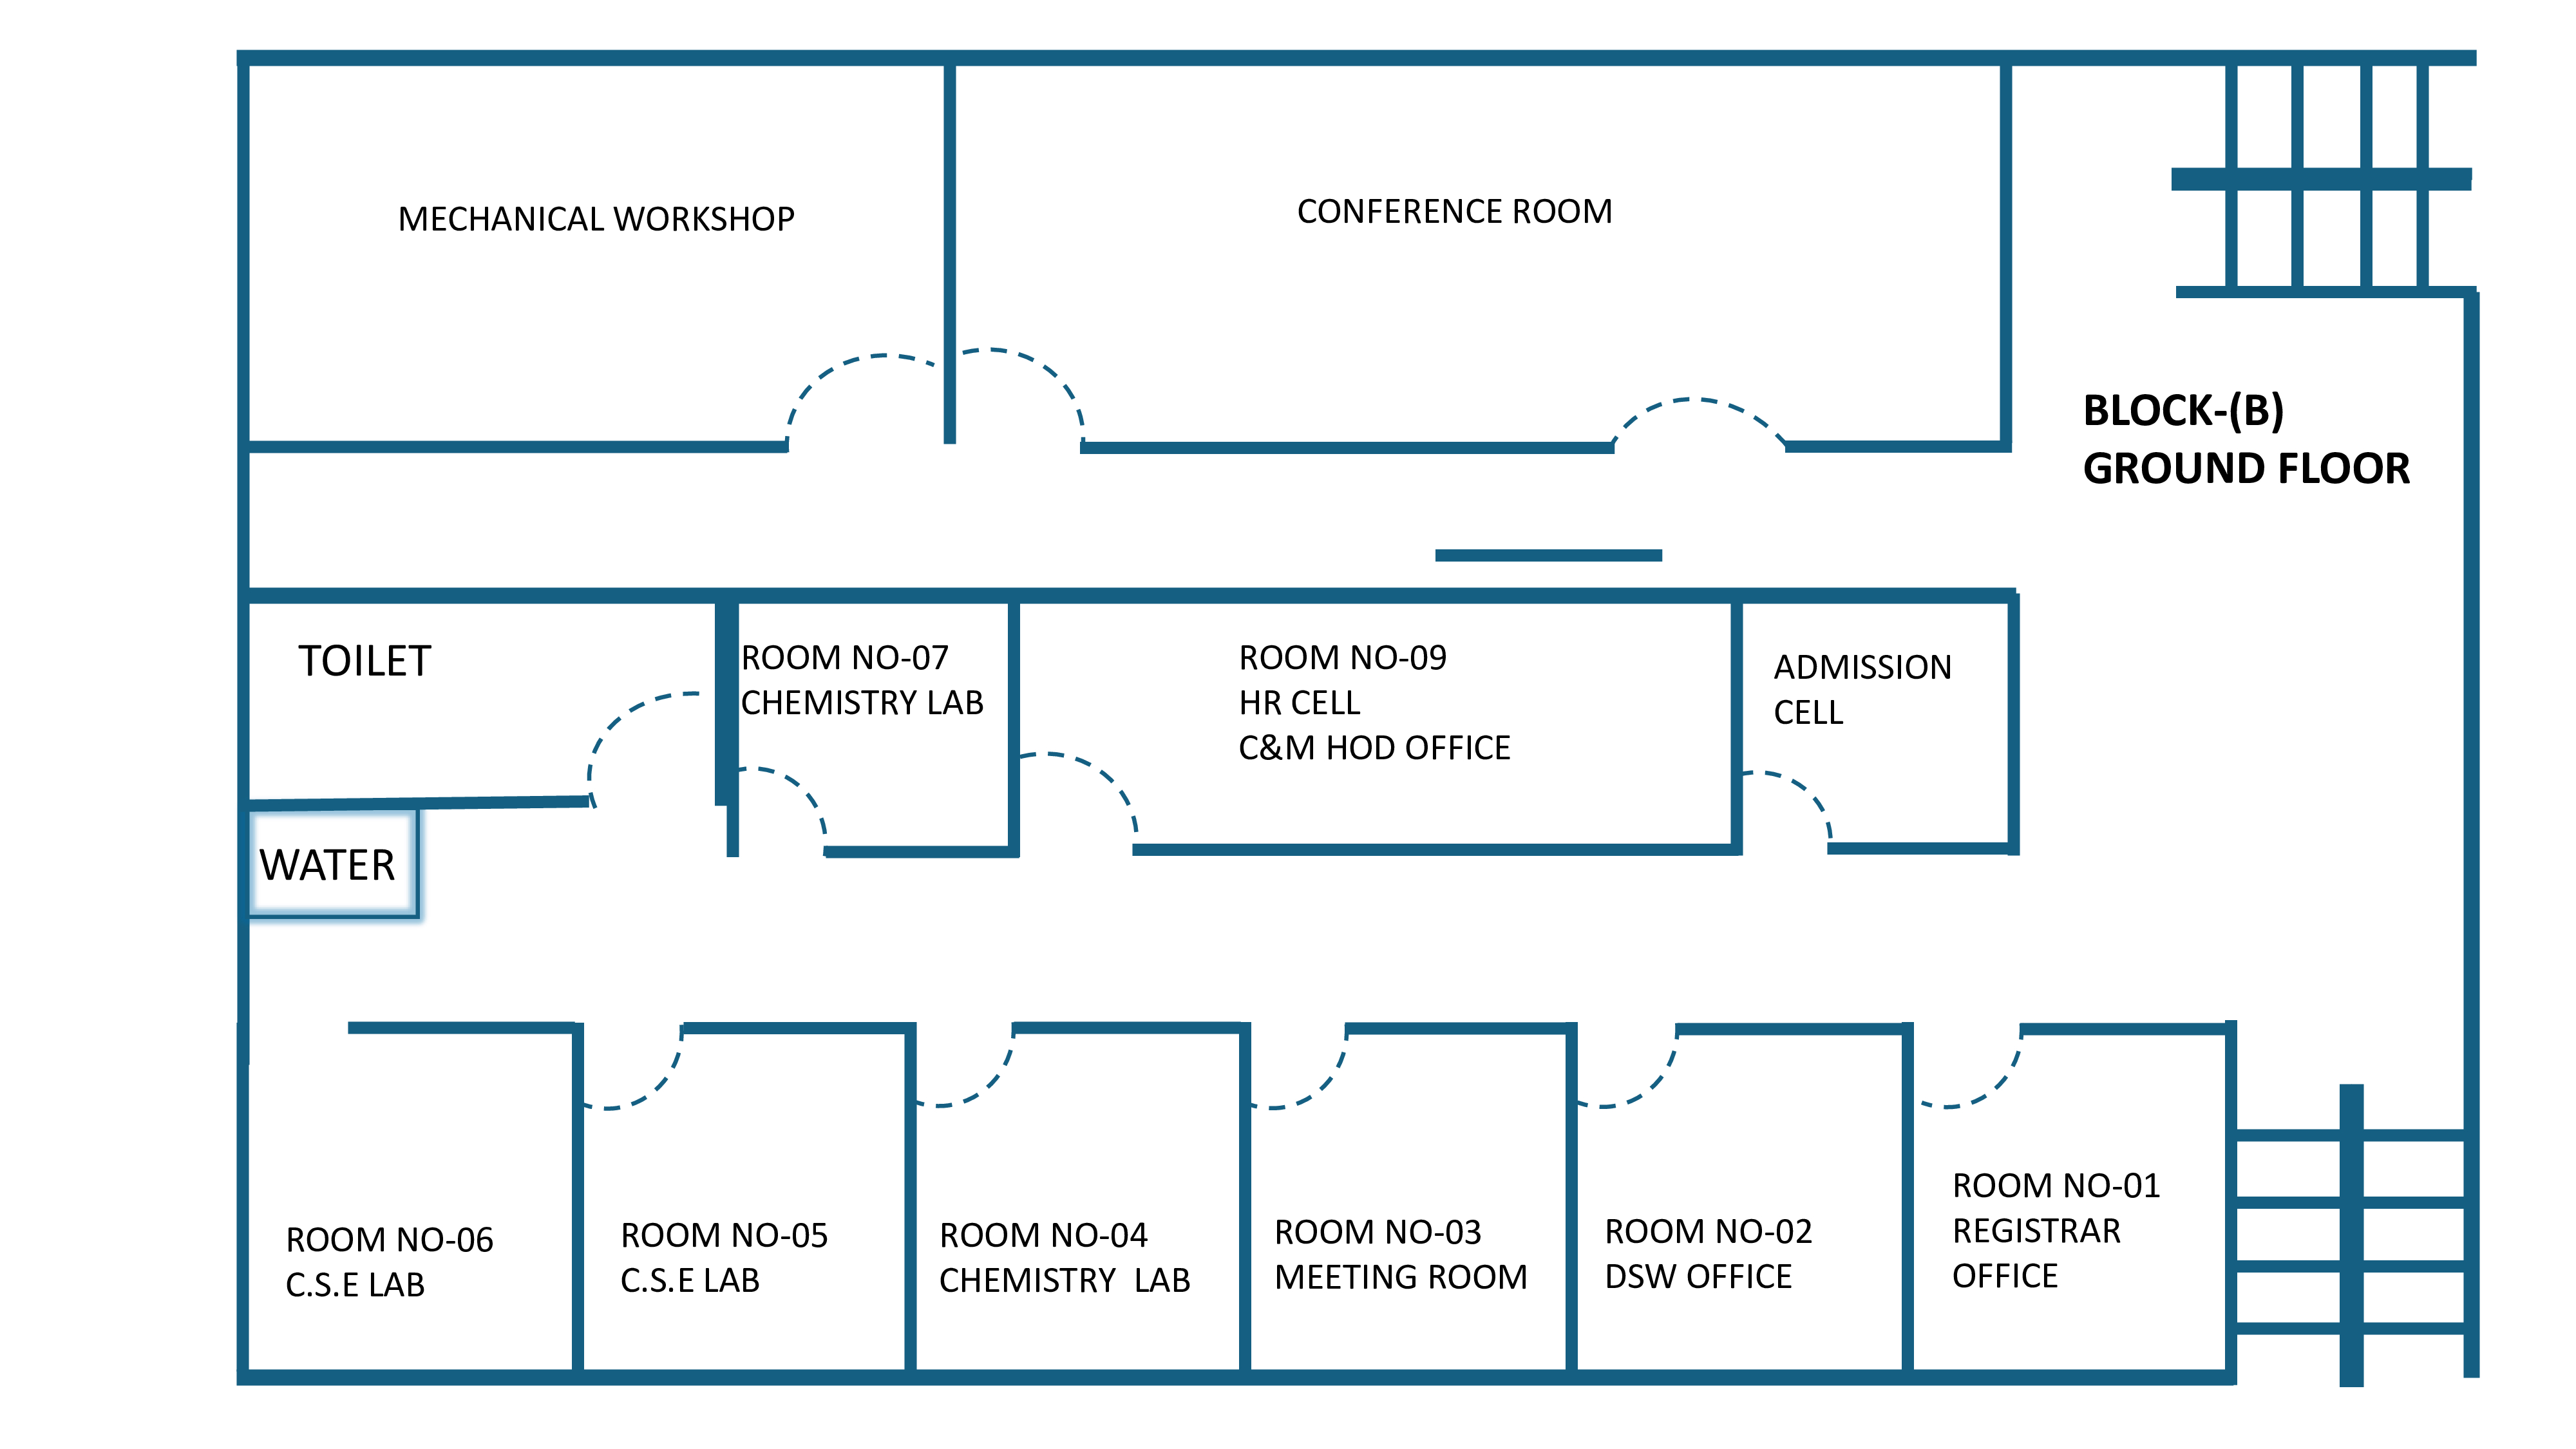 MECHANICAL WORKSHOP
CONFERENCE ROOM
BLOCK-(B)
GROUND FLOOR
TOILET
ROOM NO-07
CHEMISTRY LAB
ROOM NO-09
HR CELL
C&M HOD OFFICE
ADMISSION
CELL
WATER
ROOM NO-06
C.S.E LAB
ROOM NO-05
C.S.E LAB
ROOM NO-04
CHEMISTRY  LAB
ROOM NO-03
MEETING ROOM
ROOM NO-02
DSW OFFICE
ROOM NO-01
REGISTRAR
OFFICE